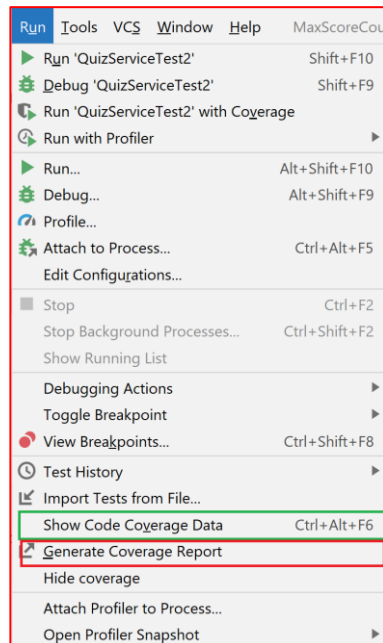 Run Tools VCS Window Help MaxScoreCou
Run 'QuizServiceTest2' Shift+F10
Debug 'QuizServiceTest2' Shift+F9
Run 'QuizServiceTest2' with Coverage
Run with Profiler
Run... Alt+Shift+F10
Debug... Alt+Shift+F9
Profile...
Attach to Process... Ctrl+Alt+F5
Edit Configurations...
Stop Ctrl+F2
Stop Background Processes... Ctrl+Shift+F2
Show Running List
Debugging Actions
Toggle Breakpoint
View Breakpoints... Ctrl+Shift+F8
Test History
Import Tests from File...
Show Code Coverage Data Ctrl+Alt+F6
Generate Coverage Report
Hide coverage
Attach Profiler to Process...
Open Profiler Snapshot